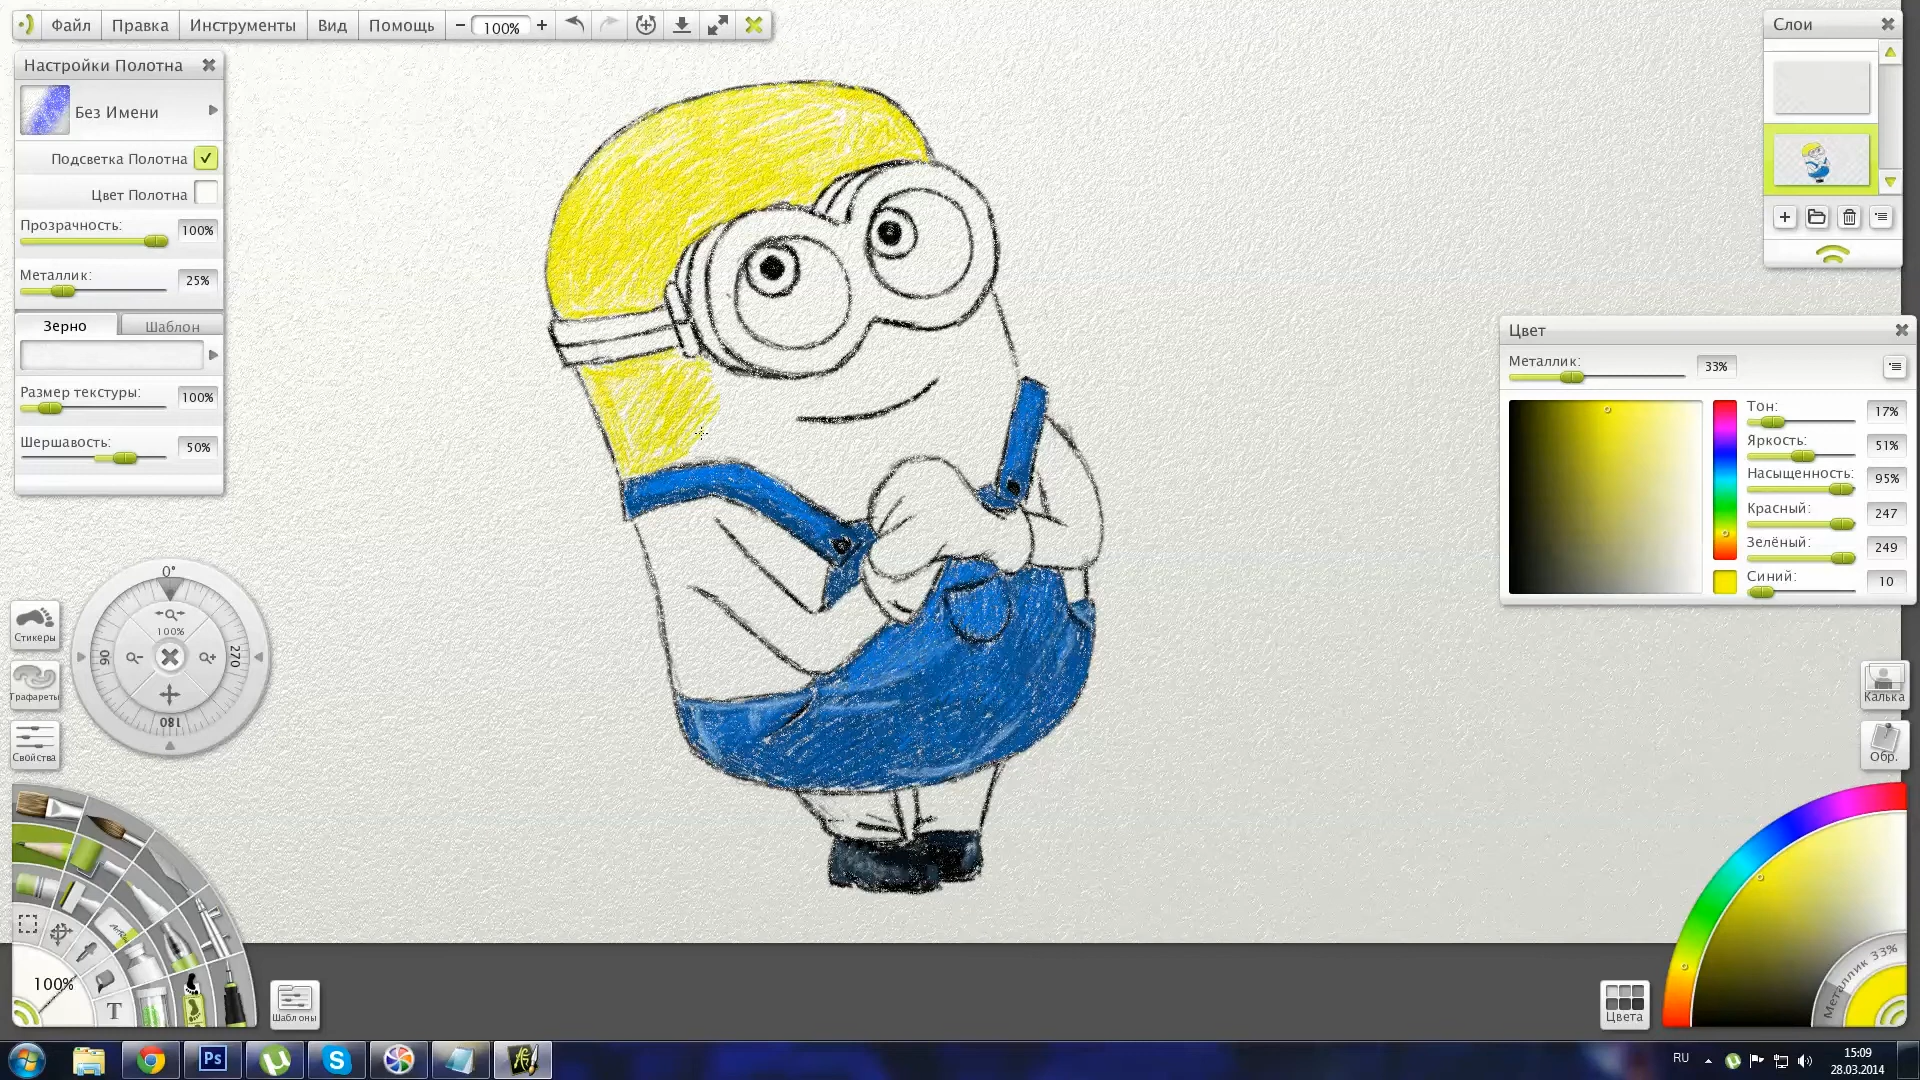 Файл Правка Инструменты Вид Помощь − 100% +
Настройки Полотна
Без Имени
Подсветка Полотна
Цвет Полотна
Прозрачность: 100%
Металлик: 25%
Зерно Шаблон
Размер текстуры: 100%
Шершавость: 50%
Слои
Цвет
Металлик: 33%
Тон: 17%
Яркость: 51%
Насыщенность: 95%
Красный: 247
Зелёный: 249
Синий: 10
Стикеры
Трафареты
Свойства
0°
100%
90
270
180
Калька
Обр.
100%
T
Шаблоны
Цвета
Металлик 33%
Ps
S
RU
15:09
28.03.2014